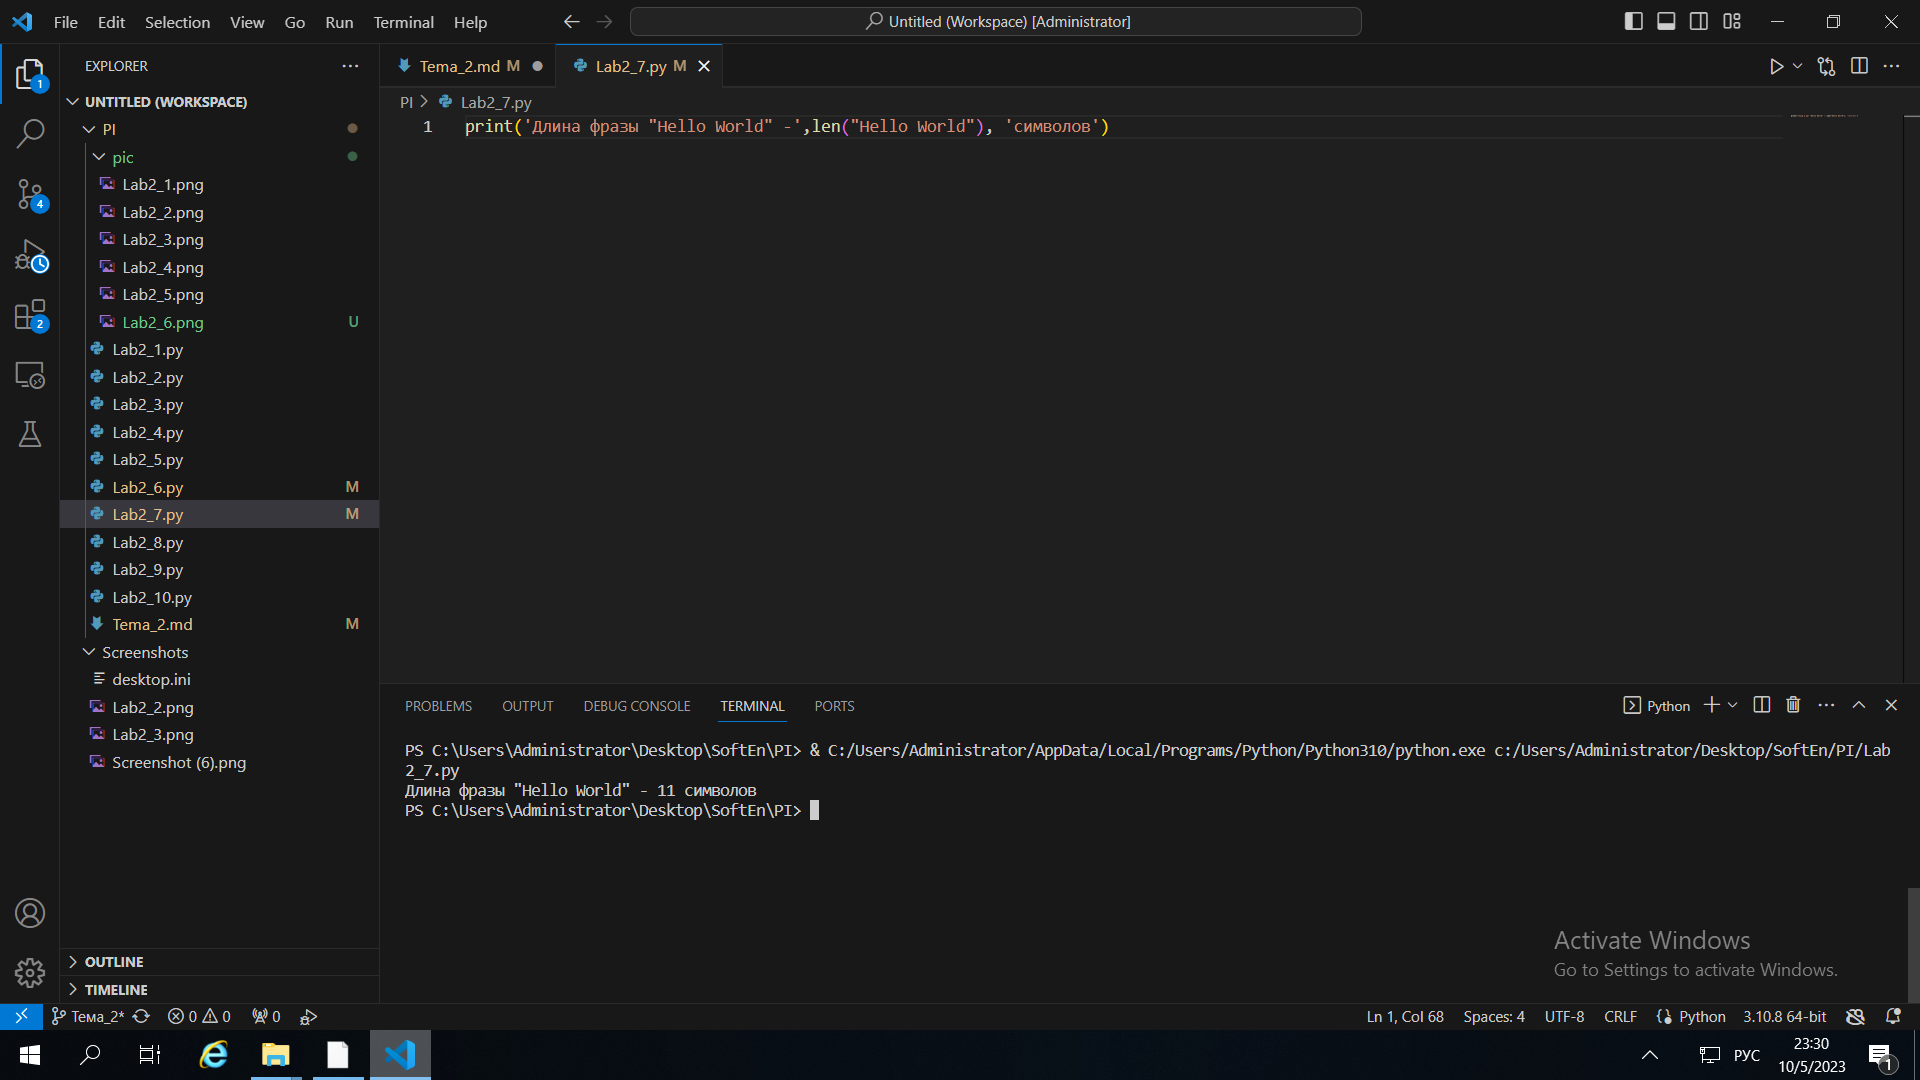 File Edit Selection View Go Run Terminal Help
Untitled (Workspace) [Administrator]
EXPLORER
UNTITLED (WORKSPACE)
PI
pic
Lab2_1.png
Lab2_2.png
Lab2_3.png
Lab2_4.png
Lab2_5.png
Lab2_6.png U
Lab2_1.py
Lab2_2.py
Lab2_3.py
Lab2_4.py
Lab2_5.py
Lab2_6.py M
Lab2_7.py M
Lab2_8.py
Lab2_9.py
Lab2_10.py
Tema_2.md M
Screenshots
desktop.ini
Lab2_2.png
Lab2_3.png
Screenshot (6).png
OUTLINE
TIMELINE
1
4
2
Tema_2.md M Lab2_7.py M
PI Lab2_7.py
1 print('Длина фразы "Hello World" -',len("Hello World"), 'символов')
PROBLEMS OUTPUT DEBUG CONSOLE TERMINAL PORTS
Python
PS C:\Users\Administrator\Desktop\SoftEn\PI> & C:/Users/Administrator/AppData/Local/Programs/Python/Python310/python.exe c:/Users/Administrator/Desktop/SoftEn/PI/Lab
2_7.py
Длина фразы "Hello World" - 11 символов
PS C:\Users\Administrator\Desktop\SoftEn\PI>
Activate Windows
Go to Settings to activate Windows.
Тема_2* 0 0 0
Ln 1, Col 68 Spaces: 4 UTF-8 CRLF Python 3.10.8 64-bit
РУС
23:30
10/5/2023
1